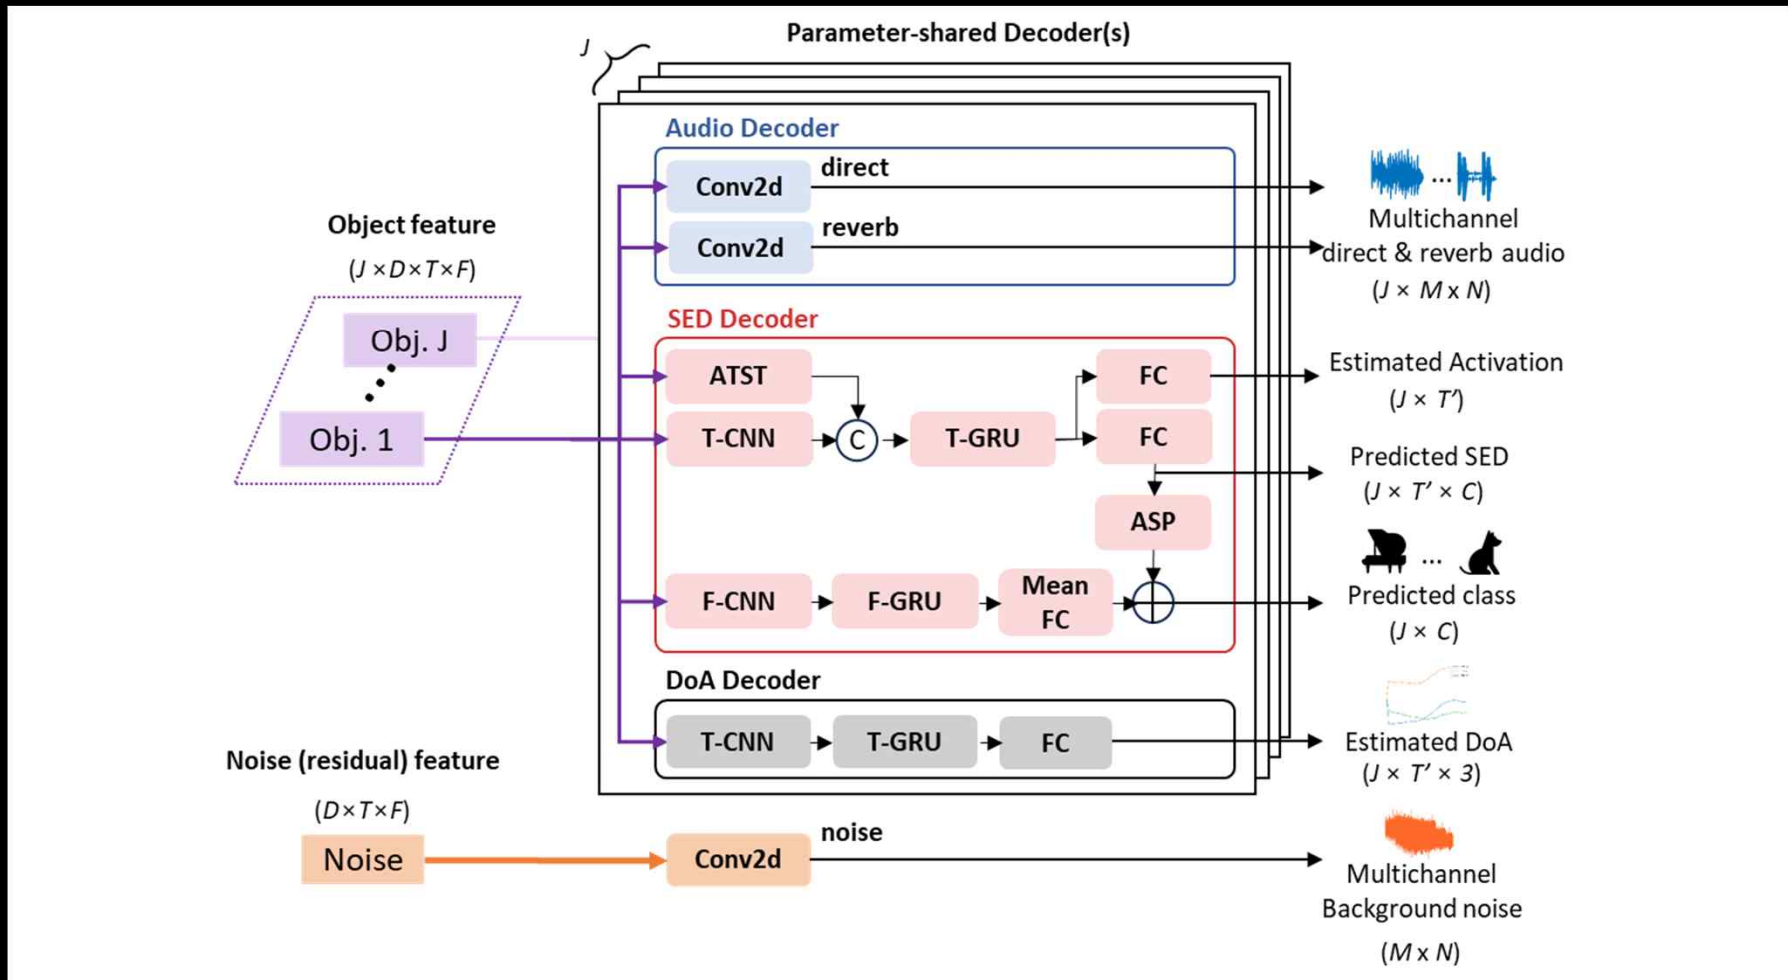 Parameter-shared Decoder(s)
J
Audio Decoder
Conv2d
direct
Conv2d
reverb
...
Multichannel
direct & reverb audio
(J × M x N)
Object feature
(J ×D×T×F)
Obj. J
Obj. 1
SED Decoder
ATST
T-CNN
C
T-GRU
FC
FC
ASP
F-CNN
F-GRU
Mean
FC
Estimated Activation
(J × T’)
Predicted SED
(J × T’ × C)
...
Predicted class
(J × C)
DoA Decoder
T-CNN
T-GRU
FC
Estimated DoA
(J × T’ × 3)
Noise (residual) feature
(D×T×F)
Noise
Conv2d
noise
Multichannel
Background noise
(M x N)